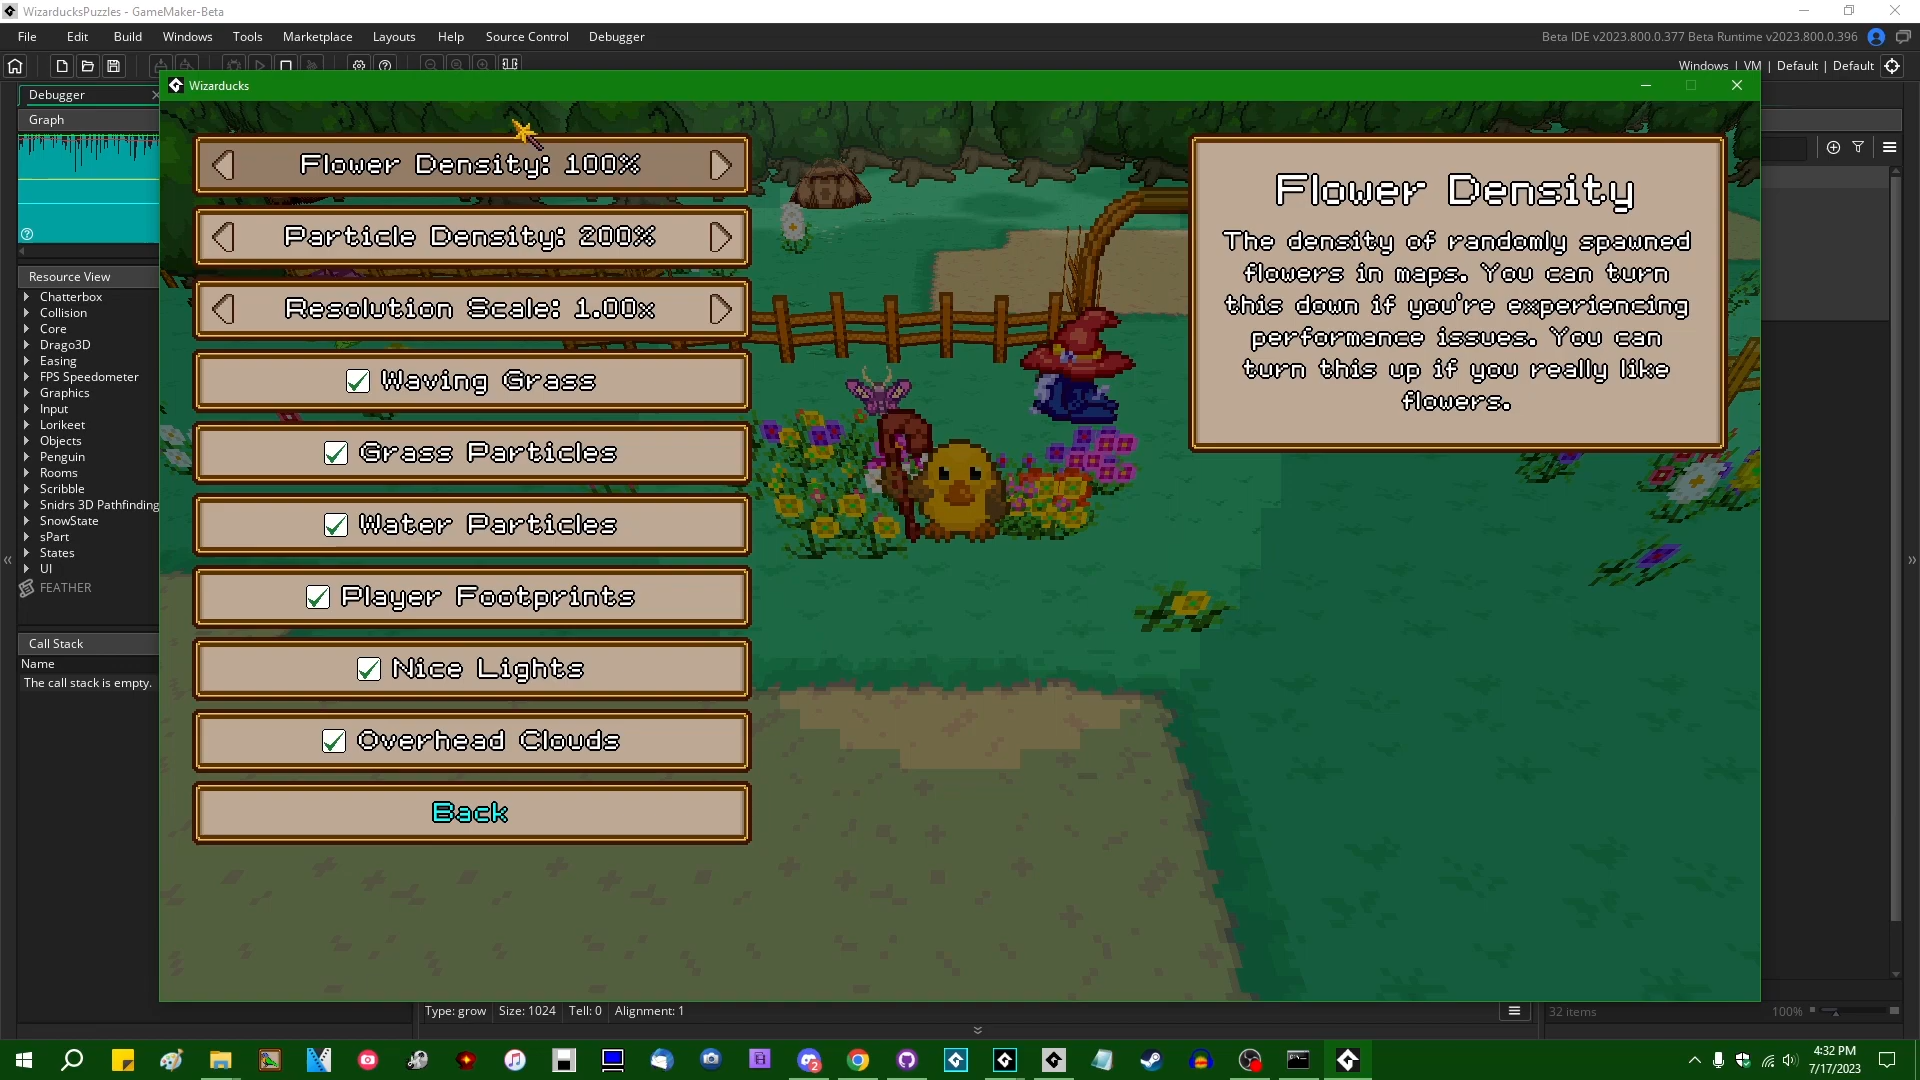 WizarducksPuzzles - GameMaker-Beta
File Edit Build Windows Tools Marketplace Layouts Help Source Control Debugger
Beta IDE v2023.800.0.377 Beta Runtime v2023.800.0.396
Windows | VM | Default | Default
Debugger
Graph
Resource View
Chatterbox
Collision
Core
Drago3D
Easing
FPS Speedometer
Graphics
Input
Lorikeet
Objects
Penguin
Rooms
Scribble
Snidrs 3D Pathfinding
SnowState
sPart
States
UI
FEATHER
Call Stack
Name
The call stack is empty.
Wizarducks
Flower Density: 100%
Particle Density: 200%
Resolution Scale: 1.00x
Waving Grass
Grass Particles
Water Particles
Player Footprints
Nice Lights
Overhead Clouds
Back
Flower Density
The density of randomly spawned
flowers in maps. You can turn
this down if you're experiencing
performance issues. You can
turn this up if you really like
flowers.
Type: grow Size: 1024 Tell: 0 Alignment: 1
32 items 100%
2
4:32 PM
7/17/2023